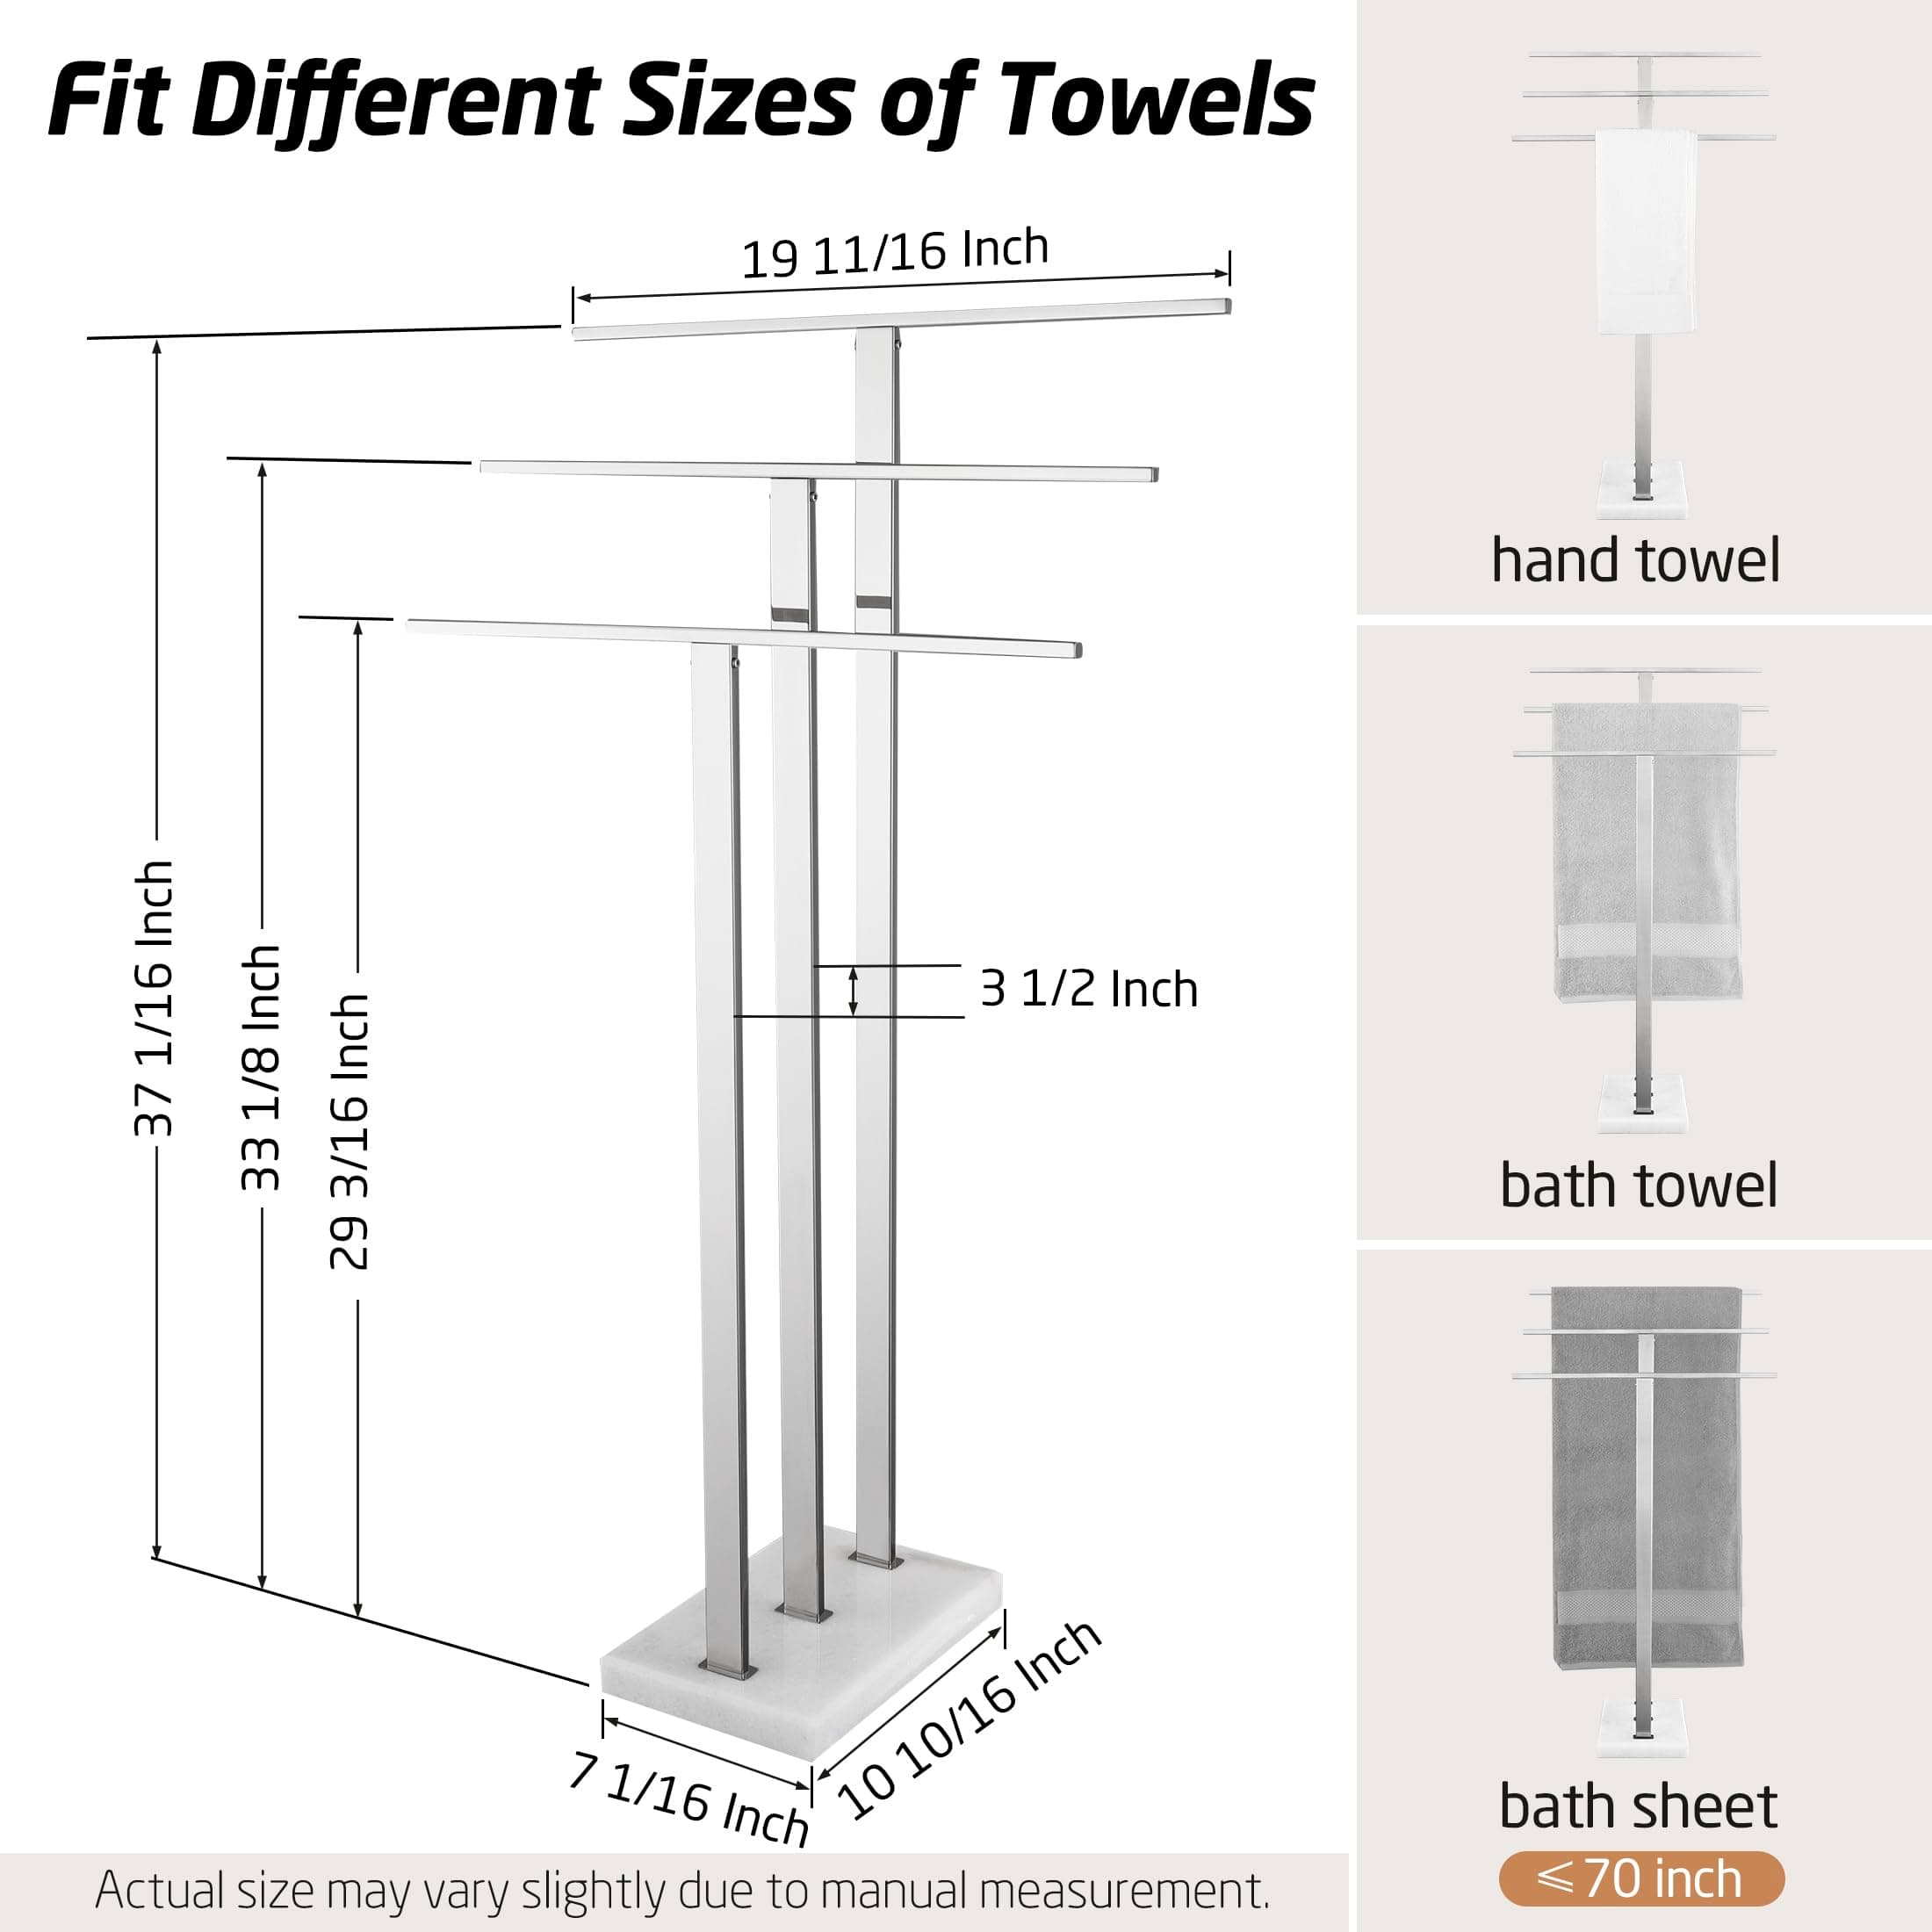 Fit Different Sizes of Towels
19 11/16 Inch
37 1/16 Inch
33 1/8 Inch
29 3/16 Inch
3 1/2 Inch
7 1/16 Inch
10 10/16 Inch
Actual size may vary slightly due to manual measurement.
hand towel
bath towel
bath sheet
⩽ 70 inch